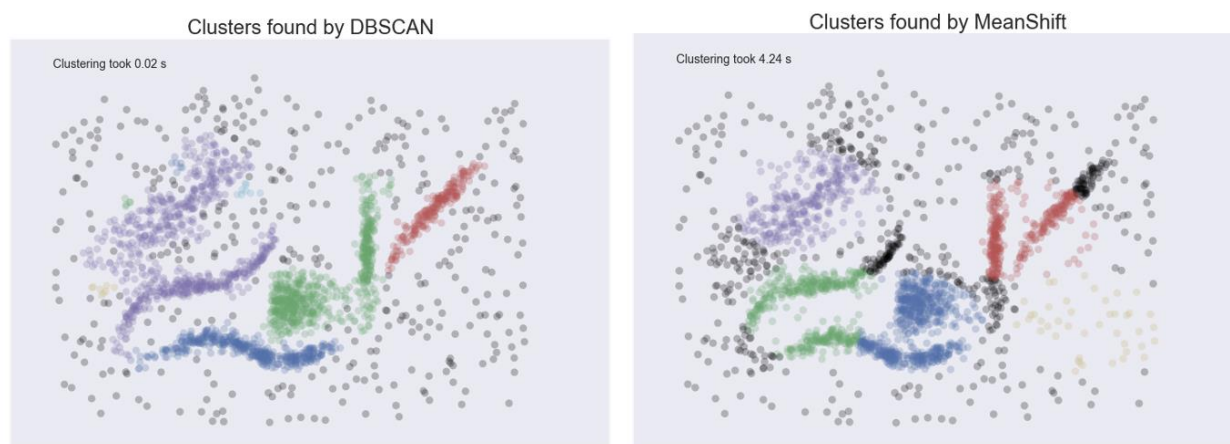 Clusters found by DBSCAN
Clustering took 0.02 s
Clusters found by MeanShift
Clustering took 4.24 s